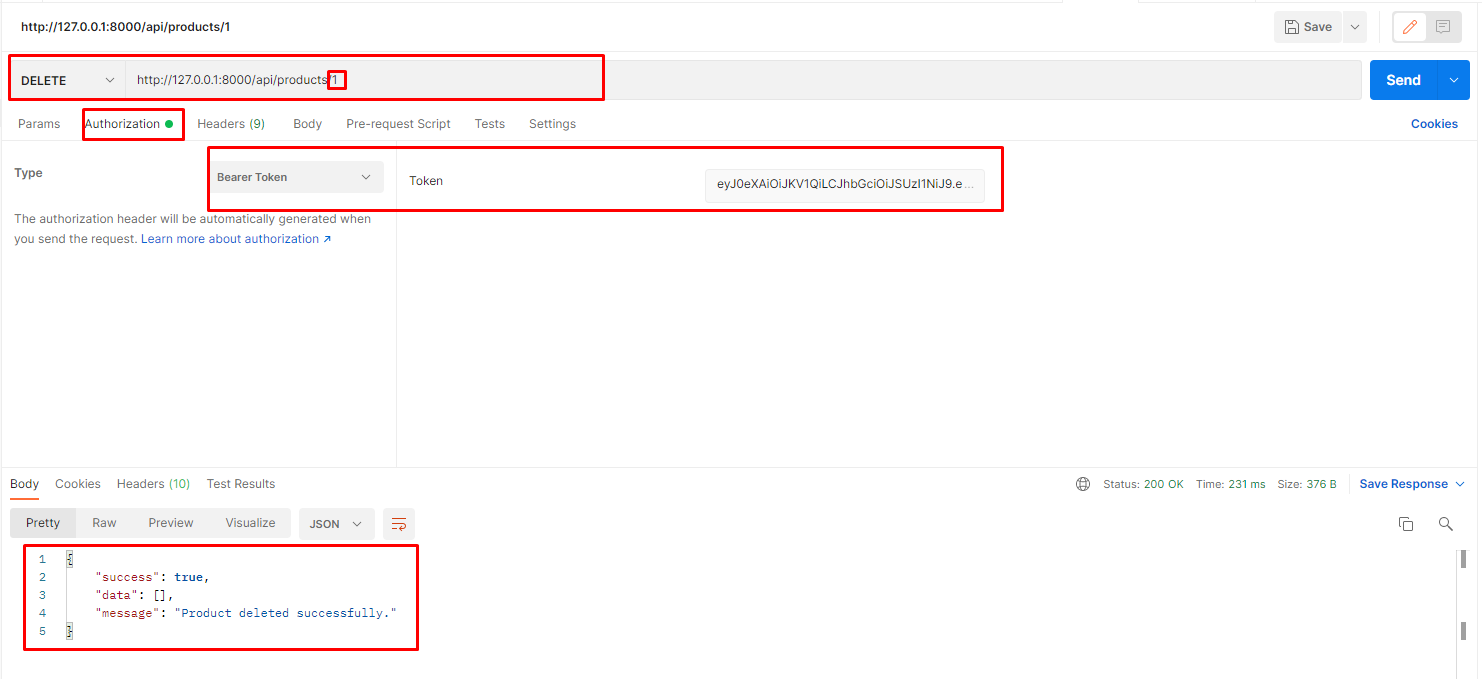 http://127.0.0.1:8000/api/products/1
Save
DELETE
http://127.0.0.1:8000/api/products/1
Send
Params
Authorization
Headers (9)
Body
Pre-request Script
Tests
Settings
Cookies
Type
Bearer Token
Token
eyJ0eXAiOiJKV1QiLCJhbGciOiJSUzI1NiJ9.e...
The authorization header will be automatically generated when
you send the request. Learn more about authorization ↗
Body
Cookies
Headers (10)
Test Results
Status: 200 OK
Time: 231 ms
Size: 376 B
Save Response
Pretty
Raw
Preview
Visualize
JSON
1 {
2 "success": true,
3 "data": [],
4 "message": "Product deleted successfully."
5 }